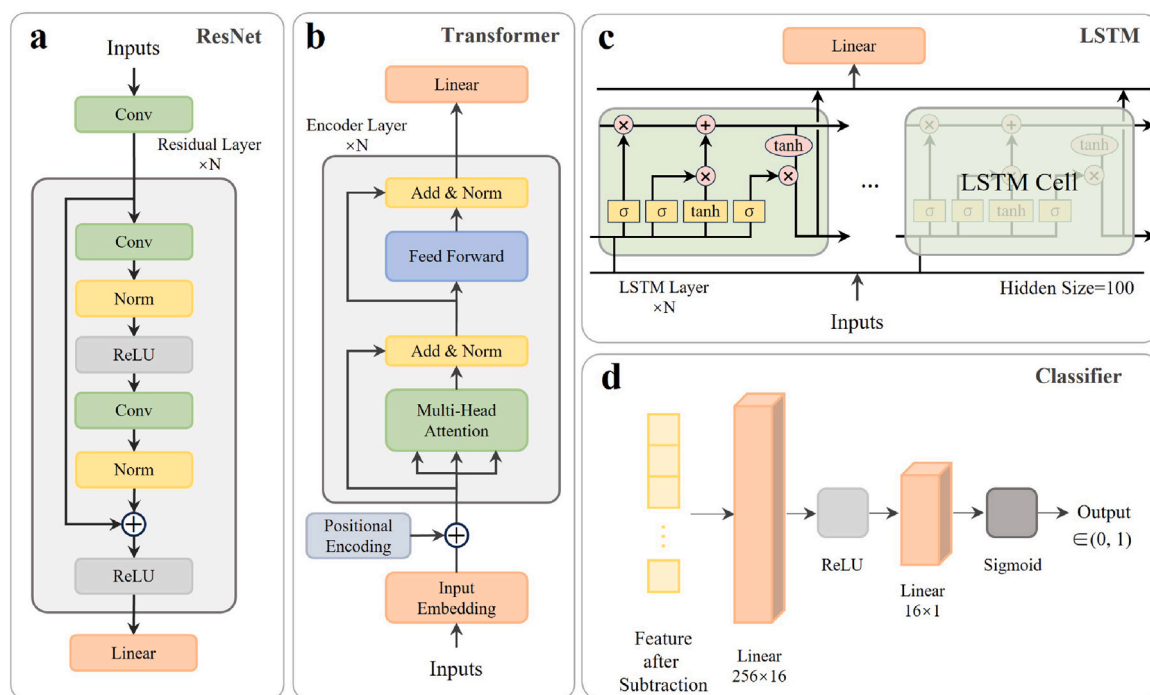 a
ResNet
Inputs
Conv
Residual Layer
×N
Conv
Norm
ReLU
Conv
Norm
+
ReLU
Linear
b
Transformer
Linear
Encoder Layer
×N
Add & Norm
Feed Forward
Add & Norm
Multi-Head
Attention
Positional
Encoding
+
Input
Embedding
Inputs
c
LSTM
Linear
×
+
tanh
×
×
σ
σ
tanh
σ
...
×
+
tanh
×
×
LSTM Cell
σ
σ
tanh
σ
LSTM Layer
×N
Hidden Size=100
Inputs
d
Classifier
Feature
after
Subtraction
Linear
256×16
ReLU
Linear
16×1
Sigmoid
Output
∈(0, 1)